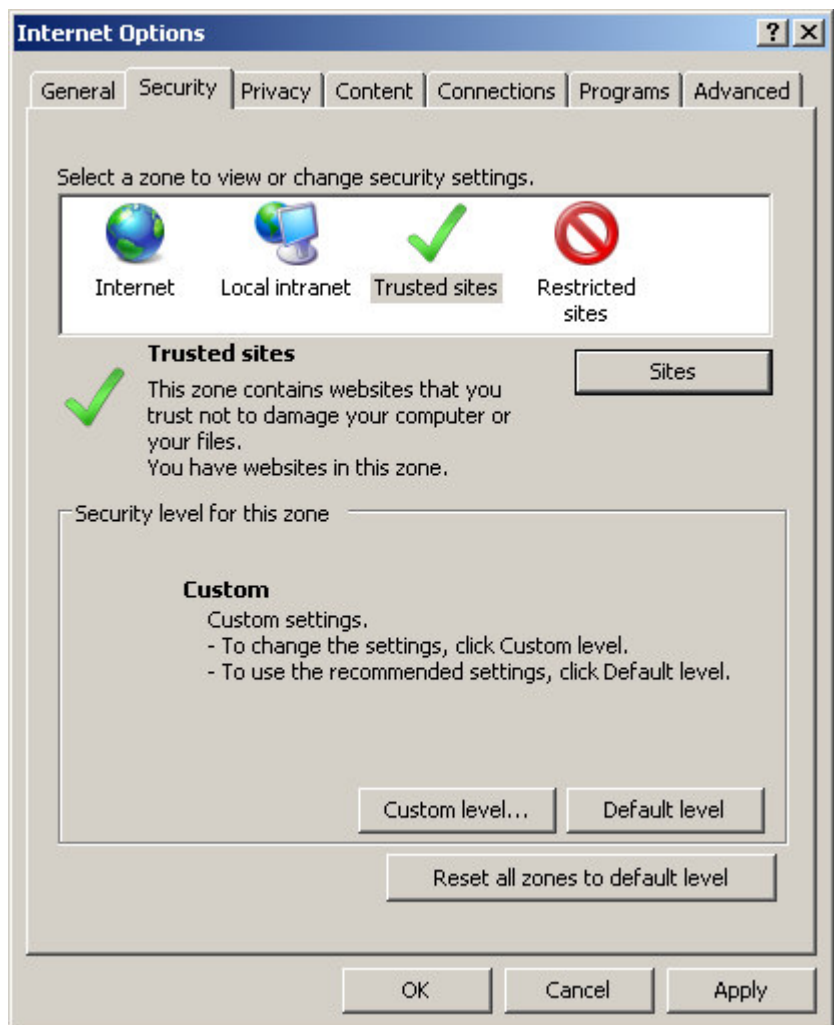 Internet Options
General Security Privacy Content Connections Programs Advanced
Select a zone to view or change security settings.
Internet Local intranet Trusted sites Restricted
sites
Trusted sites
Sites
This zone contains websites that you
trust not to damage your computer or
your files.
You have websites in this zone.
Security level for this zone
Custom
Custom settings.
- To change the settings, click Custom level.
- To use the recommended settings, click Default level.
Custom level... Default level
Reset all zones to default level
OK Cancel Apply